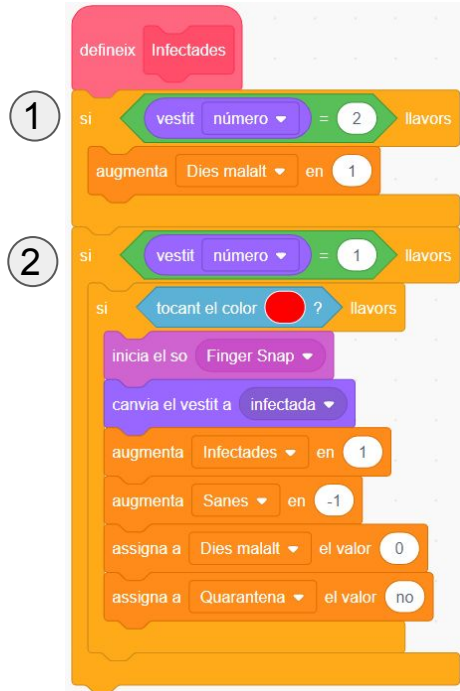 defineix Infectades
1
si vestit número = 2 llavors
augmenta Dies malalt en 1
2
si vestit número = 1 llavors
si tocant el color ? llavors
inicia el so Finger Snap
canvia el vestit a infectada
augmenta Infectades en 1
augmenta Sanes en -1
assigna a Dies malalt el valor 0
assigna a Quarantena el valor no